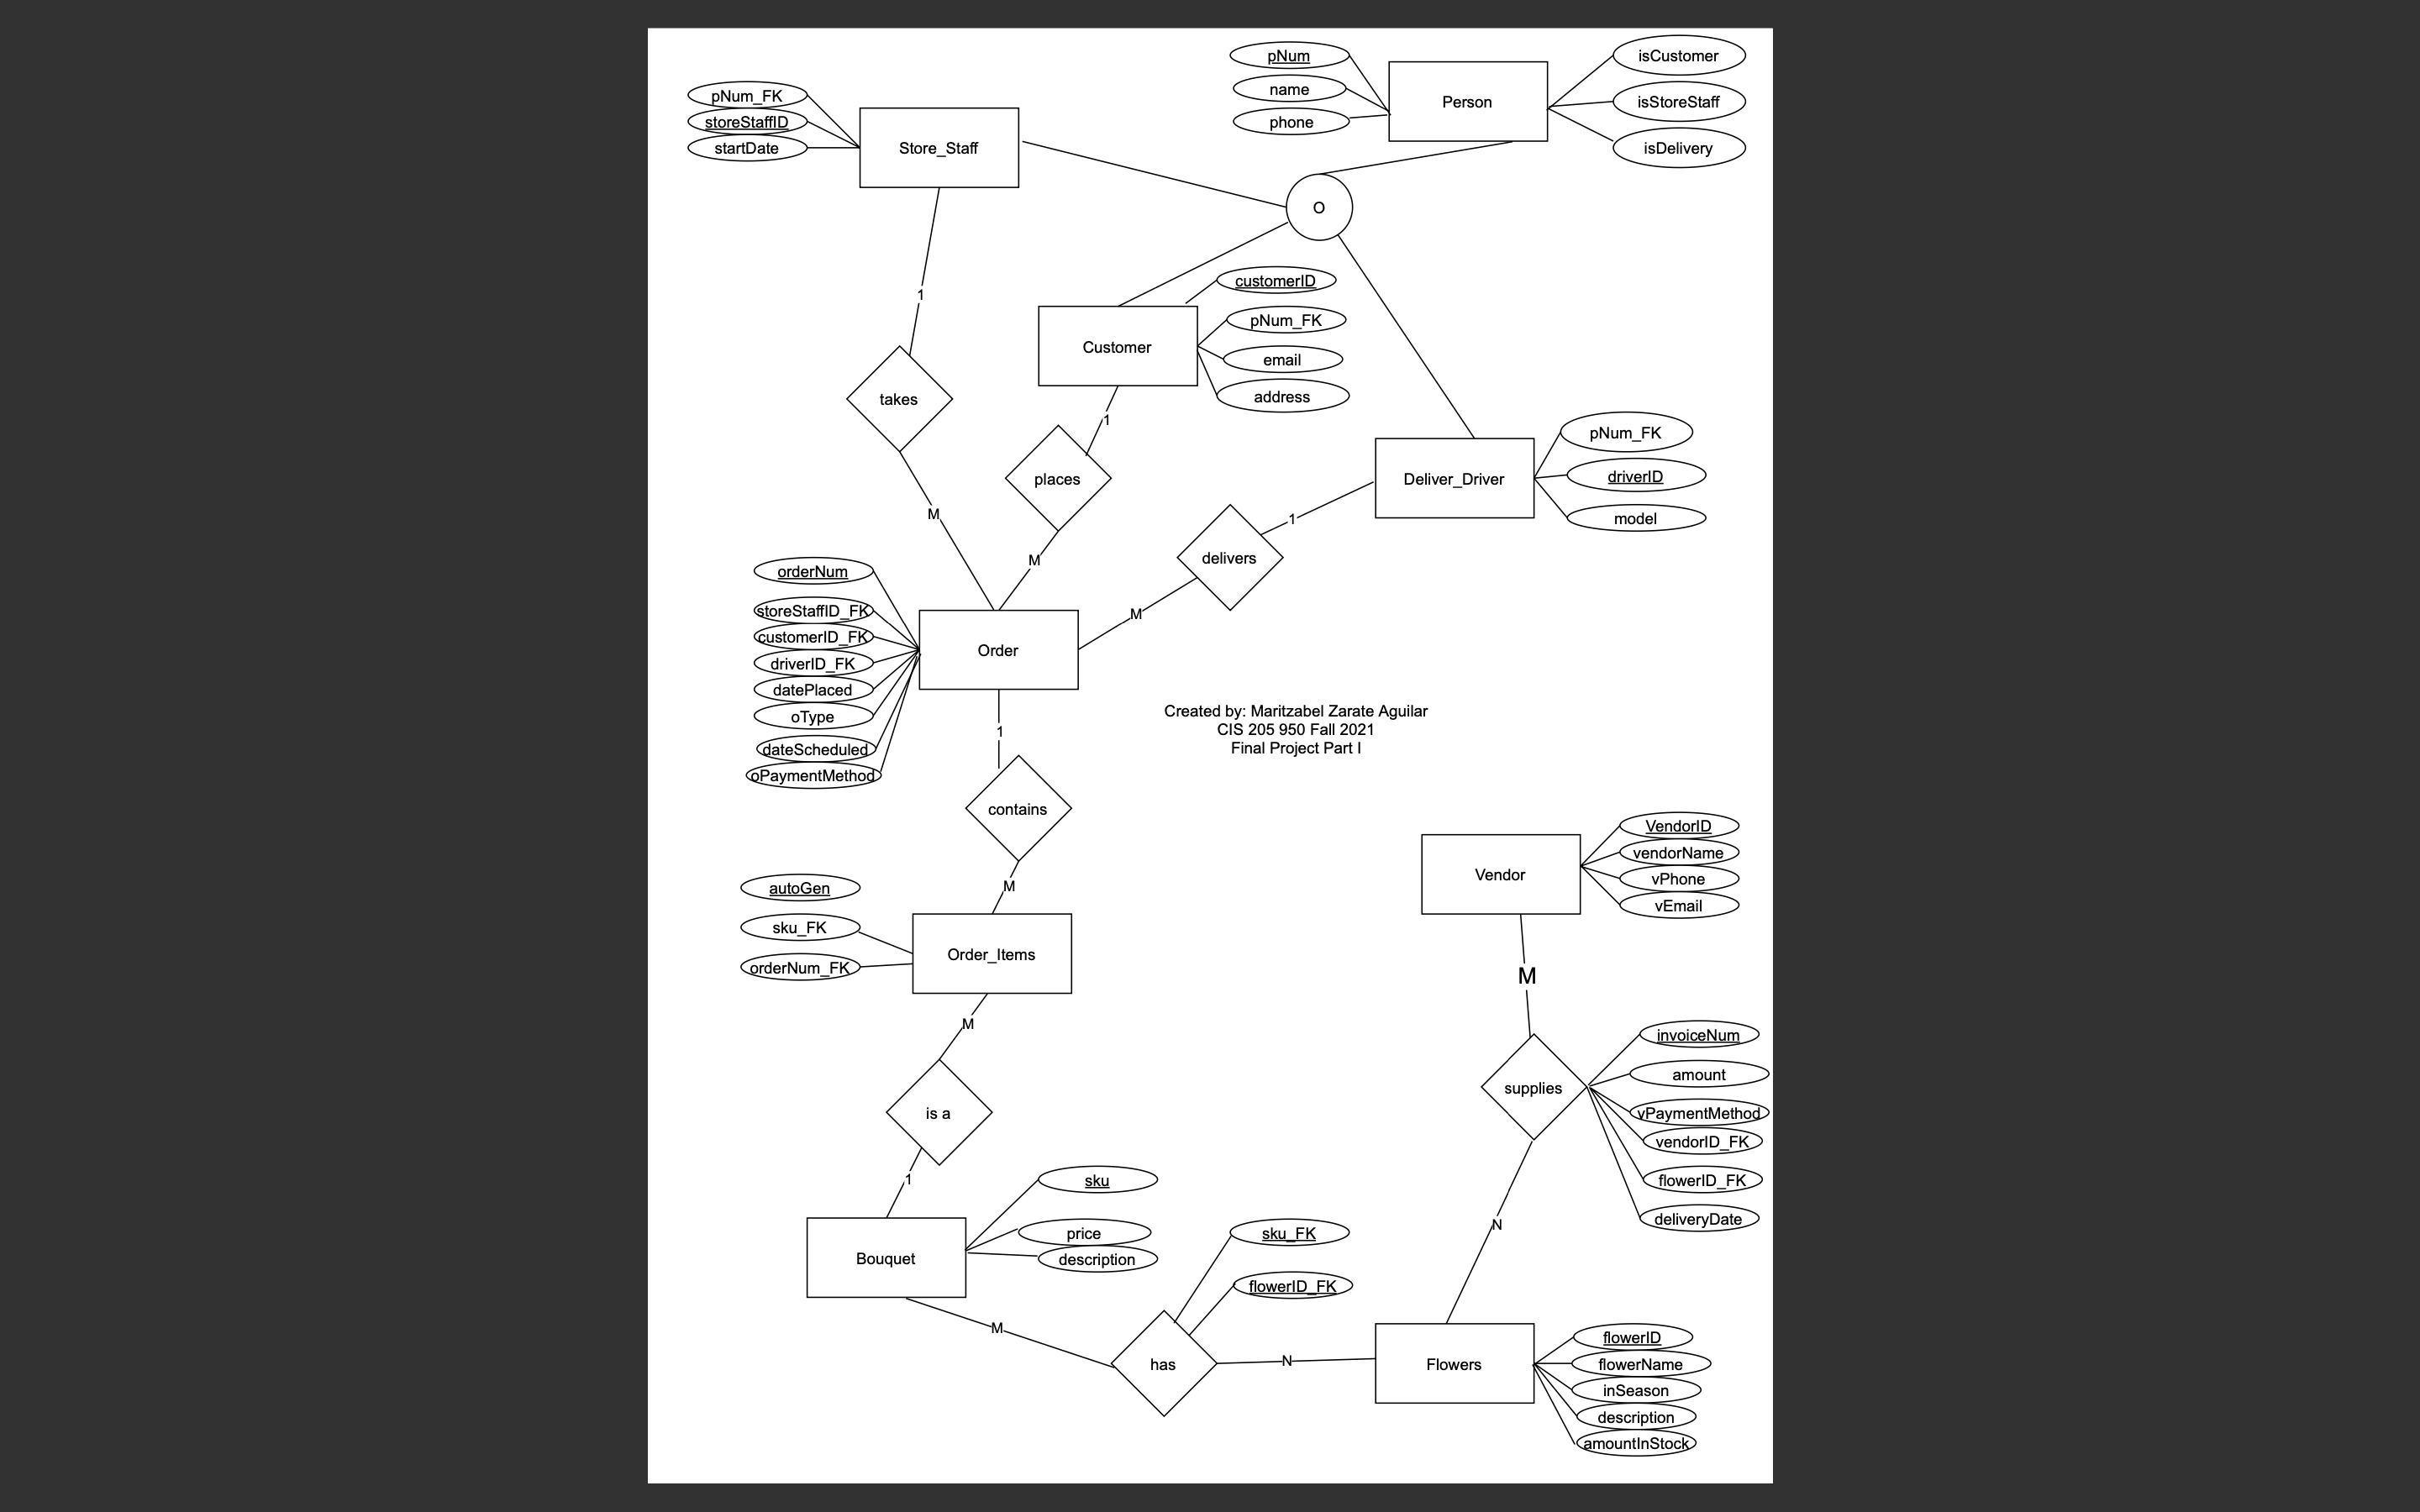 pNum
name
phone
Person
isCustomer
isStoreStaff
isDelivery
pNum_FK
storeStaffID
startDate
Store_Staff
O
1
takes
M
customerID
pNum_FK
email
address
Customer
1
places
M
Deliver_Driver
pNum_FK
driverID
model
1
delivers
M
orderNum
storeStaffID_FK
customerID_FK
driverID_FK
datePlaced
oType
dateScheduled
oPaymentMethod
Order
Created by: Maritzabel Zarate Aguilar
CIS 205 950 Fall 2021
Final Project Part I
1
contains
M
autoGen
sku_FK
orderNum_FK
Order_Items
Vendor
VendorID
vendorName
vPhone
vEmail
M
supplies
invoiceNum
amount
vPaymentMethod
vendorID_FK
flowerID_FK
deliveryDate
N
M
is a
1
Bouquet
sku
price
description
M
has
sku_FK
flowerID_FK
N
Flowers
flowerID
flowerName
inSeason
description
amountInStock